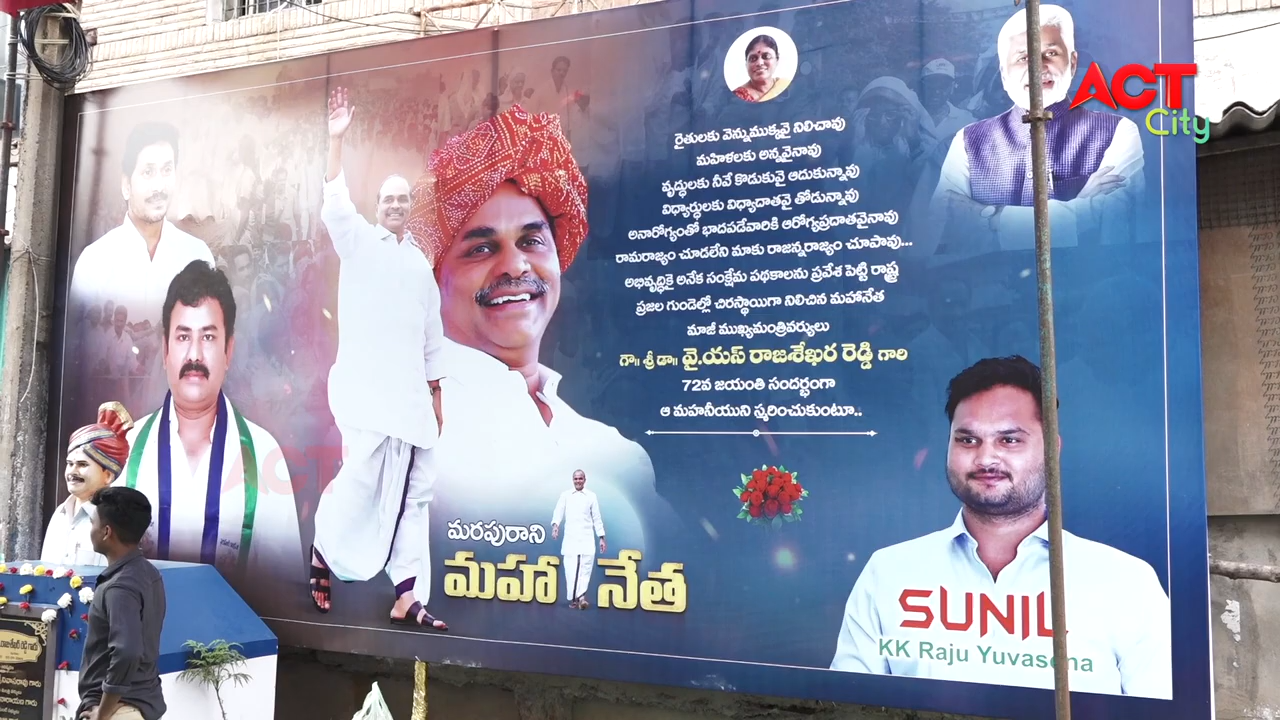 ACT
City
రైతులకు వెన్నుముక్కవై నిలిచావు
మహిళలకు అన్నవైనావు
వృద్ధులకు నీవే కొడుకువై ఆదుకున్నావు
విద్యార్థులకు విధ్యాదాతవై తోడున్నావు
అనారోగ్యంతో భాదపడేవారికి ఆరోగ్యప్రదాతవైనావు
రామరాజ్యం చూడలేని మాకు రాజన్నరాజ్యం చూపావు...
అభివృద్ధికై అనేక సంక్షేమ పథకాలను ప్రవేశ పెట్టి రాష్ట్ర
ప్రజల గుండెల్లో చిరస్థాయిగా నిలిచిన మహానేత
మాజీ ముఖ్యమంత్రివర్యులు
గౌ॥ శ్రీ డా॥ వై.యస్ రాజశేఖర రెడ్డి గారి
72వ జయంతి సందర్భంగా
ఆ మహనీయుని స్మరించుకుంటూ..
మరపురాని
మహా నేత
SUNIL
KK Raju Yuvasena
ACT